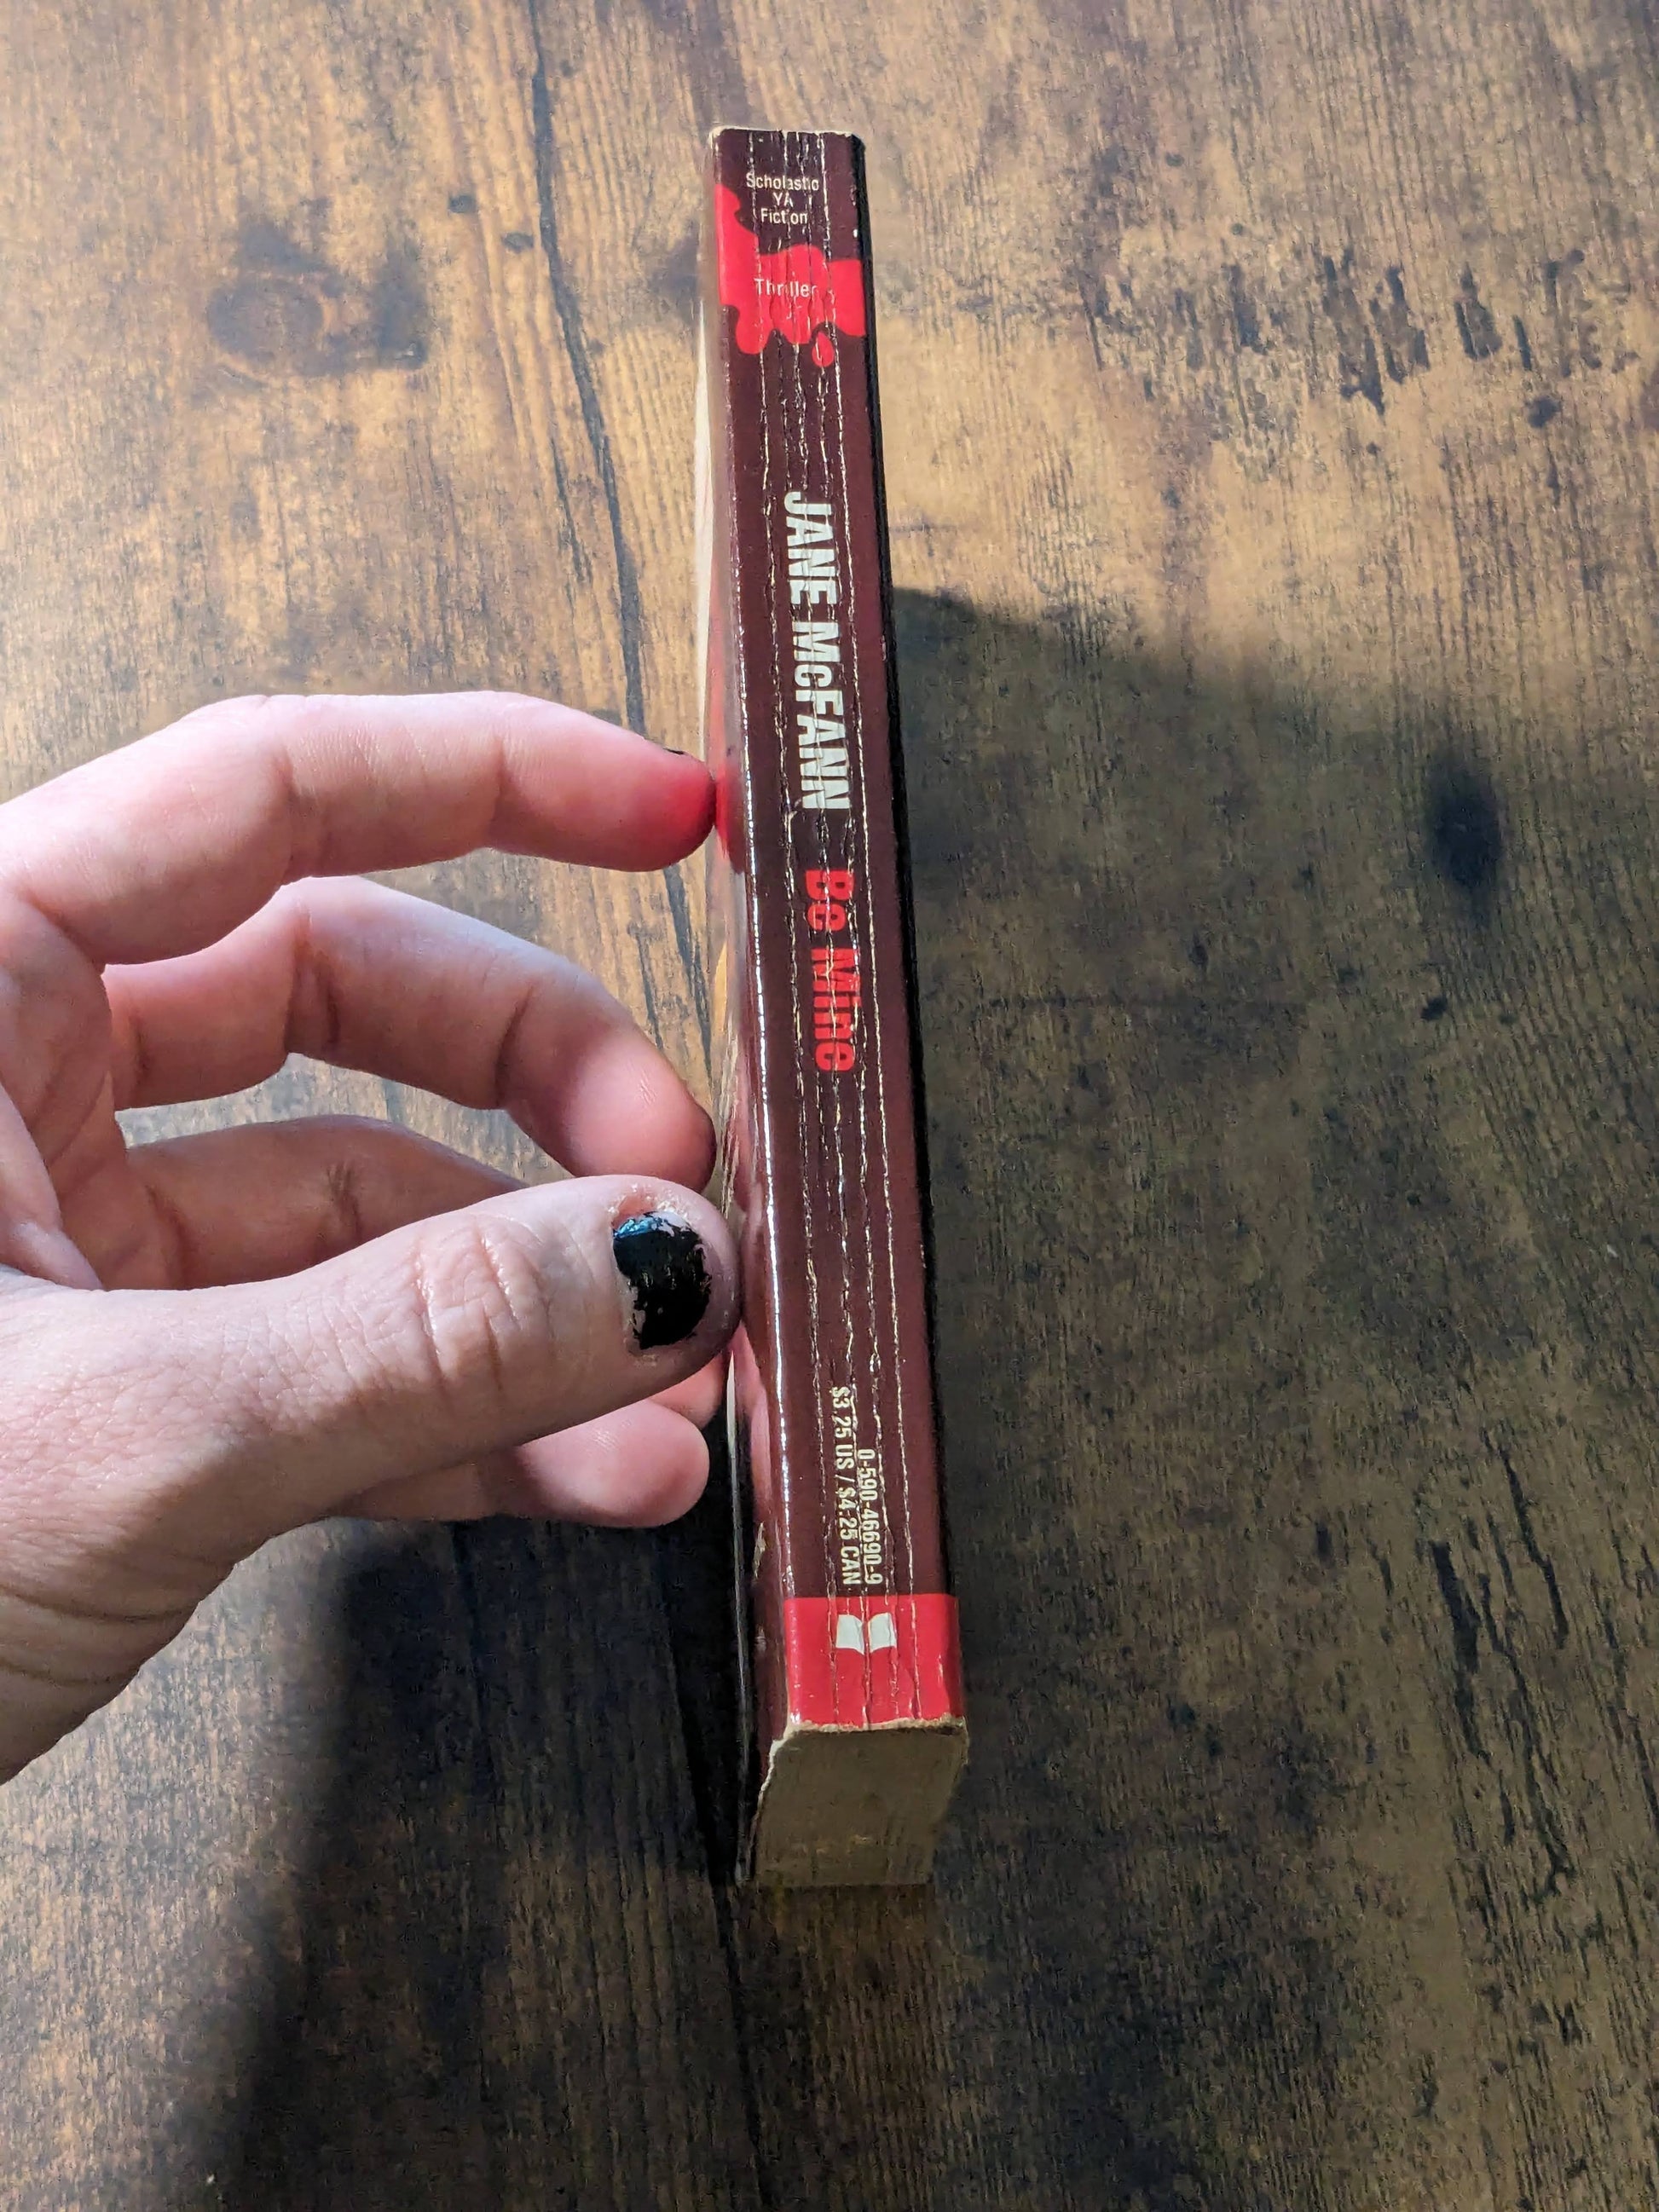 Scholastic
YA
Fiction
Thriller
JANE McFANN Be Mine
0-590-46690-9
$3.25 US / $4.25 CAN